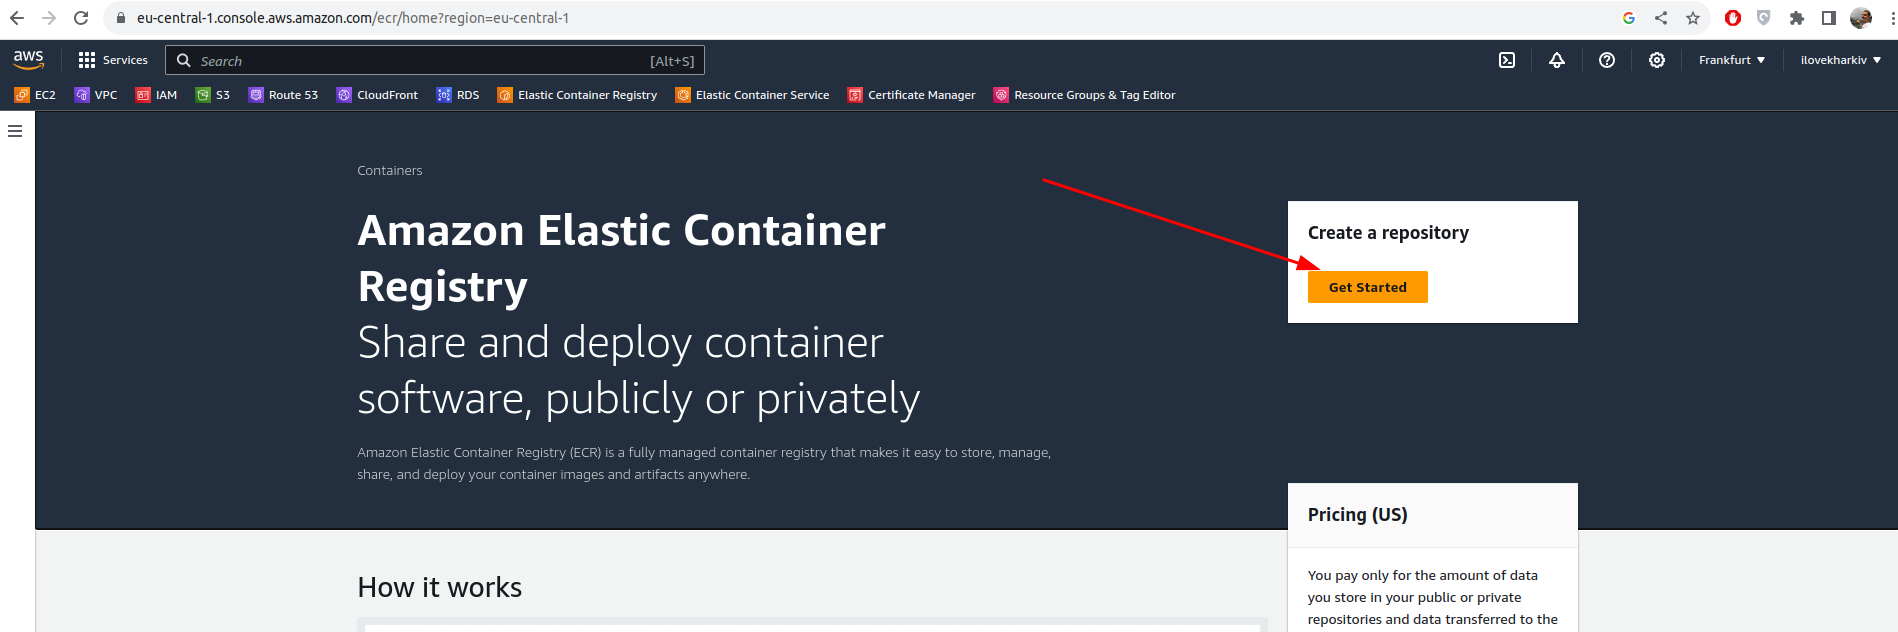 eu-central-1.console.aws.amazon.com/ecr/home?region=eu-central-1
aws
Services
Search
[Alt+S]
Frankfurt
ilovekharkiv
EC2
VPC
IAM
S3
Route 53
CloudFront
RDS
Elastic Container Registry
Elastic Container Service
Certificate Manager
Resource Groups & Tag Editor
Containers
Amazon Elastic Container
Registry
Share and deploy container
software, publicly or privately
Amazon Elastic Container Registry (ECR) is a fully managed container registry that makes it easy to store, manage,
share, and deploy your container images and artifacts anywhere.
Create a repository
Get Started
Pricing (US)
You pay only for the amount of data
you store in your public or private
repositories and data transferred to the
How it works